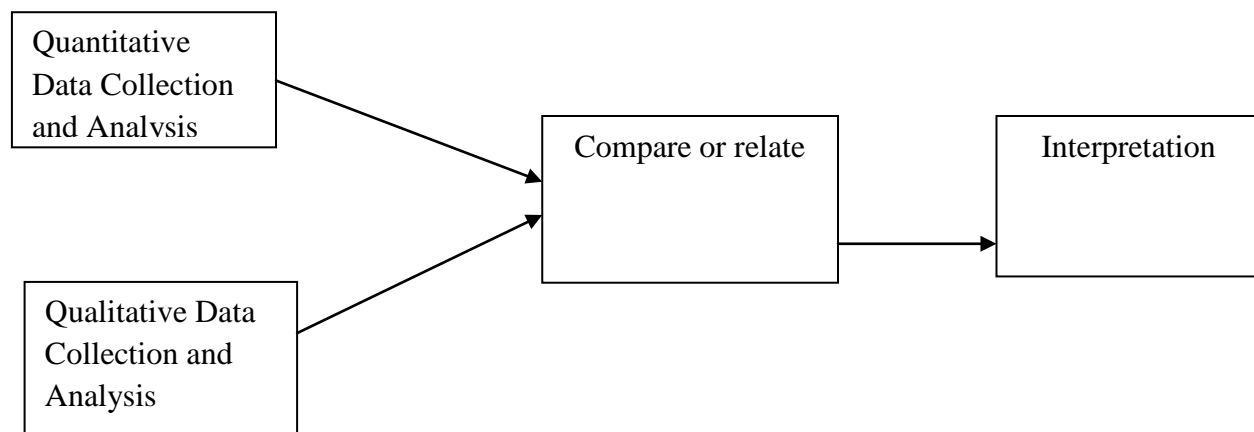 Quantitative
Data Collection
and Analysis
Compare or relate
Interpretation
Qualitative Data
Collection and
Analysis